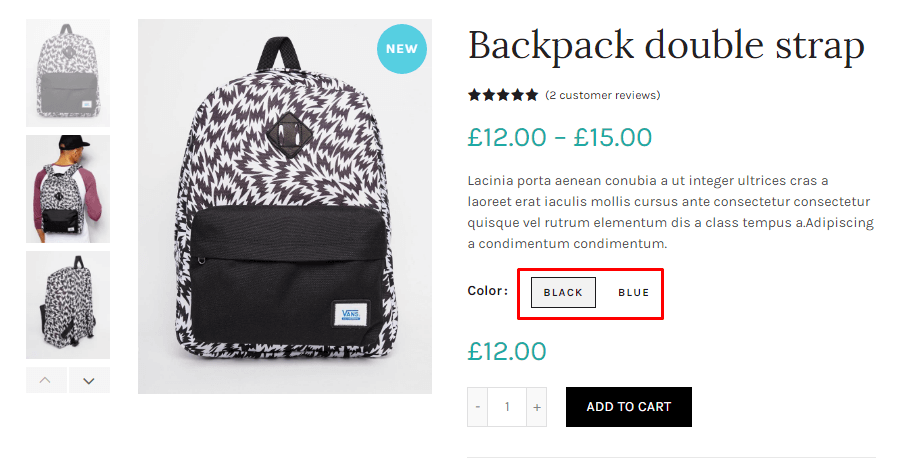 NEW
VANS
Backpack double strap
(2 customer reviews)
£12.00 – £15.00
Lacinia porta aenean conubia a ut integer ultrices cras a
laoreet erat iaculis mollis cursus ante consectetur consectetur
quisque vel rutrum elementum dis a class tempus a.Adipiscing
a condimentum condimentum.
Color: BLACK BLUE
£12.00
- 1 + ADD TO CART